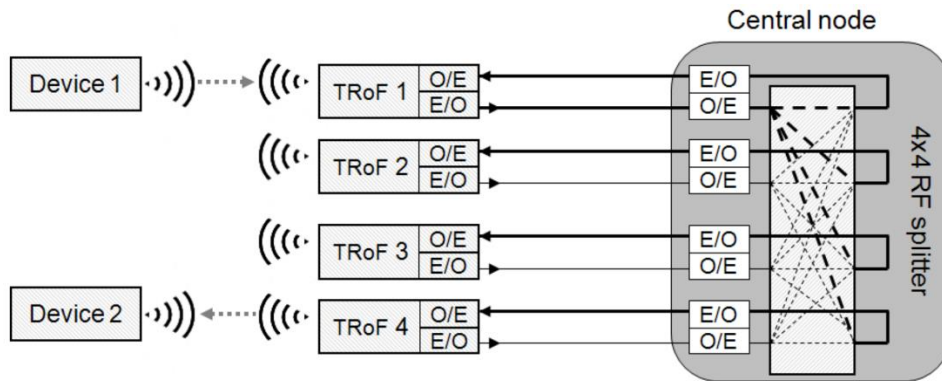 Central node
Device 1
TRoF 1
O/E
E/O
E/O
O/E
TRoF 2
O/E
E/O
E/O
O/E
TRoF 3
O/E
E/O
E/O
O/E
Device 2
TRoF 4
O/E
E/O
E/O
O/E
4x4 RF splitter